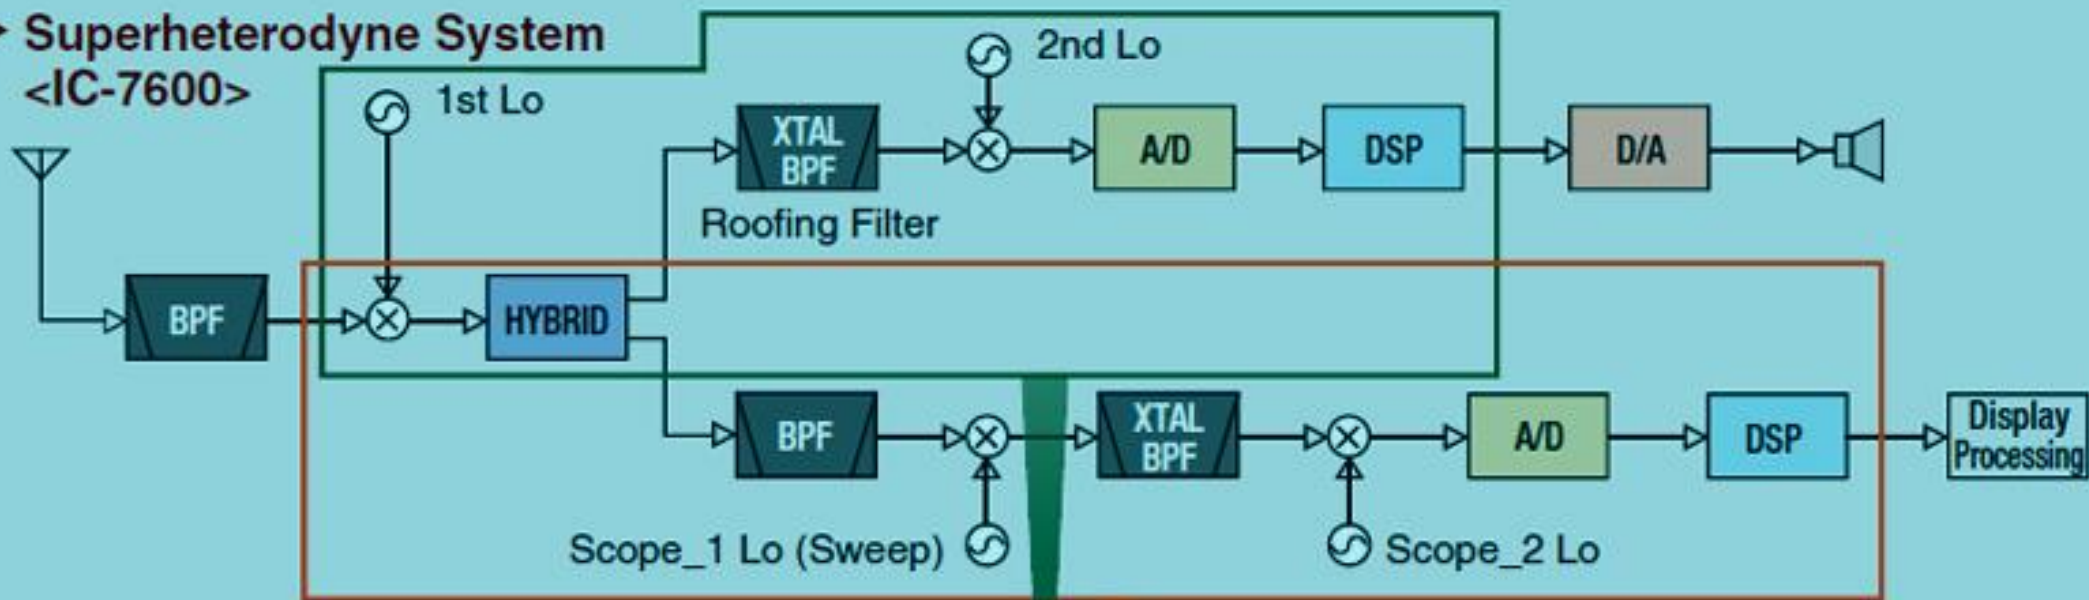 Superheterodyne System
<IC-7600>
1st Lo
2nd Lo
XTAL
BPF
A/D
DSP
D/A
Roofing Filter
BPF
HYBRID
BPF
XTAL
BPF
A/D
DSP
Display
Processing
Scope_1 Lo (Sweep)
Scope_2 Lo